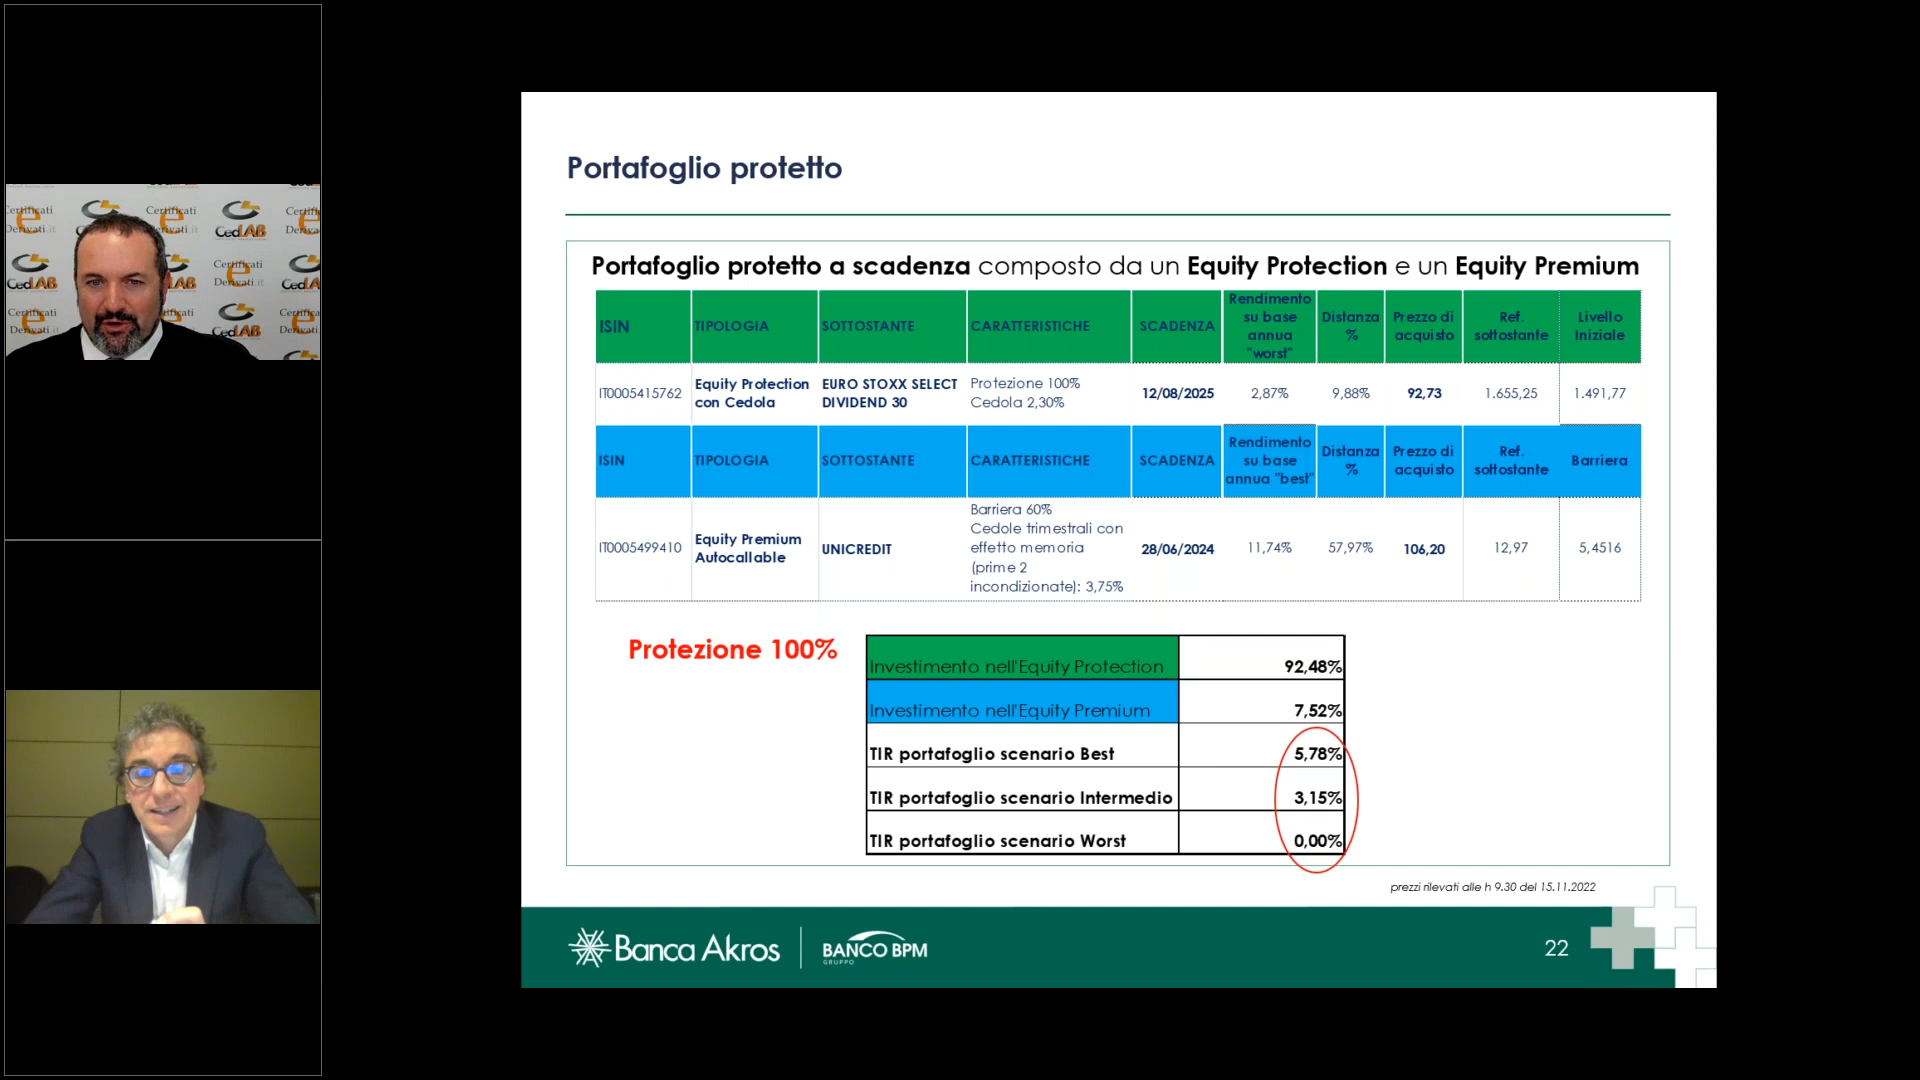 Portafoglio protetto
Portafoglio protetto a scadenza composto da un Equity Protection e un Equity Premium
ISIN TIPOLOGIA SOTTOSTANTE CARATTERISTICHE SCADENZA Rendimento su base annua "worst" Distanza % Prezzo di acquisto Ref. sottostante Livello Iniziale
IT0005415762 Equity Protection con Cedola EURO STOXX SELECT DIVIDEND 30 Protezione 100% Cedola 2,30% 12/08/2025 2,87% 9,88% 92,73 1.655,25 1.491,77
ISIN TIPOLOGIA SOTTOSTANTE CARATTERISTICHE SCADENZA Rendimento su base annua "best" Distanza % Prezzo di acquisto Ref. sottostante Barriera
IT0005499410 Equity Premium Autocallable UNICREDIT Barriera 60% Cedole trimestrali con effetto memoria (prime 2 incondizionate): 3,75% 28/06/2024 11,74% 57,97% 106,20 12,97 5,4516
Protezione 100%
Investimento nell'Equity Protection 92,48%
Investimento nell'Equity Premium 7,52%
TIR portafoglio scenario Best 5,78%
TIR portafoglio scenario Intermedio 3,15%
TIR portafoglio scenario Worst 0,00%
prezzi rilevati alle h 9.30 del 15.11.2022
Banca Akros
BANCO BPM
GRUPPO
22
Certificati
Derivati.it
CedLAB